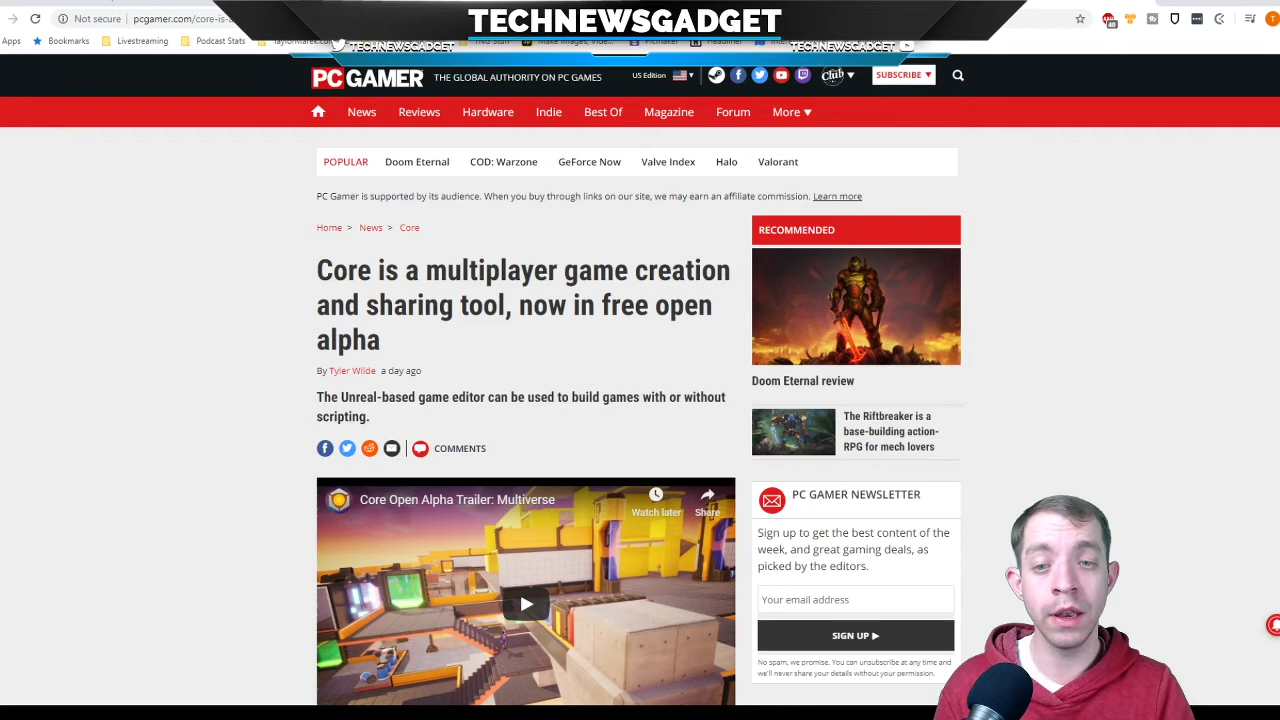 TECHNEWSGADGET
Not secure | pcgamer.com/core-is-a
40
T
TECHNEWSGADGET
TECHNEWSGADGET
Apps
Bookmarks
Livestreaming
Podcast Stats
PC GAMER
THE GLOBAL AUTHORITY ON PC GAMES
US Edition
Club
SUBSCRIBE
News
Reviews
Hardware
Indie
Best Of
Magazine
Forum
More
POPULAR
Doom Eternal
COD: Warzone
GeForce Now
Valve Index
Halo
Valorant
PC Gamer is supported by its audience. When you buy through links on our site, we may earn an affiliate commission. Learn more
Home > News > Core
Core is a multiplayer game creation
and sharing tool, now in free open
alpha
By Tyler Wilde a day ago
The Unreal-based game editor can be used to build games with or without
scripting.
COMMENTS
Core Open Alpha Trailer: Multiverse
Watch later
Share
RECOMMENDED
Doom Eternal review
The Riftbreaker is a
base-building action-
RPG for mech lovers
PC GAMER NEWSLETTER
Sign up to get the best content of the
week, and great gaming deals, as
picked by the editors.
Your email address
SIGN UP ▶
No spam, we promise. You can unsubscribe at any time and
we'll never share your details without your permission.